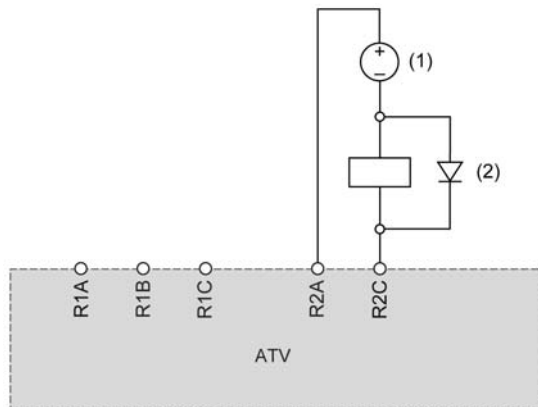 +
(1)
−
(2)
R1A
R1B
R1C
R2A
R2C
ATV